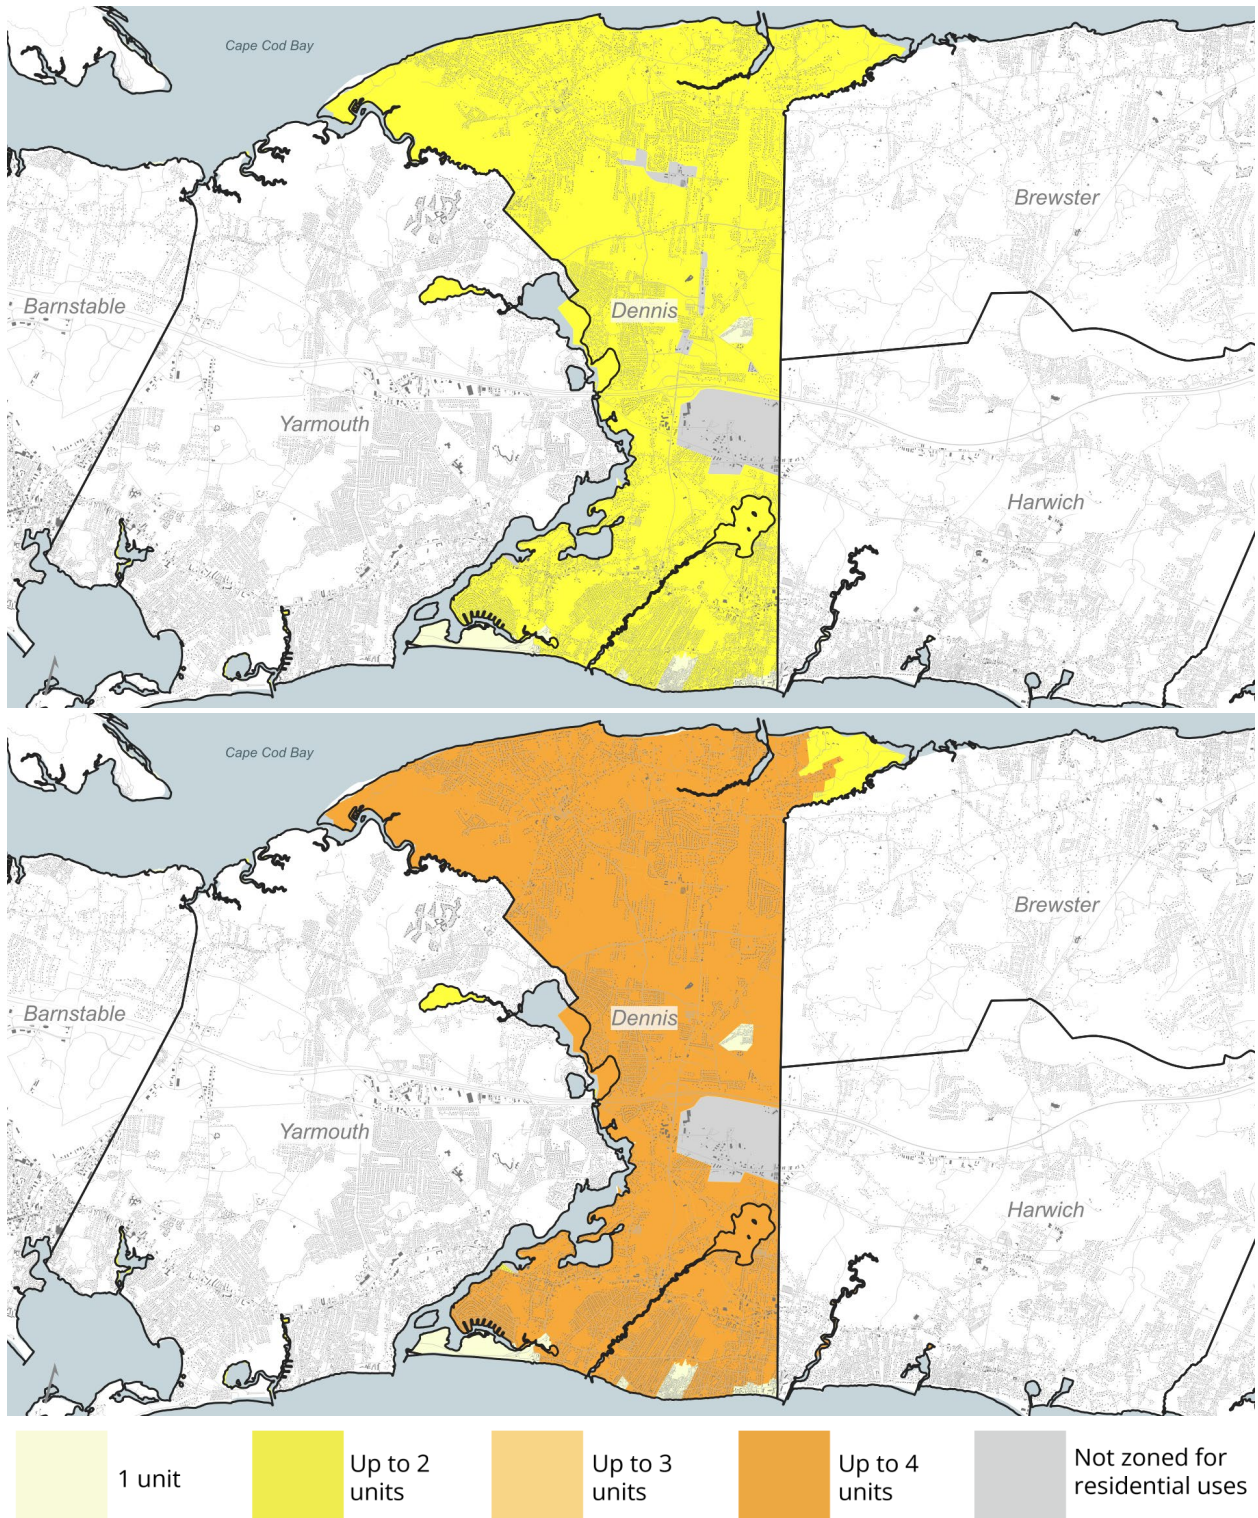 Cape Cod Bay
Brewster
Barnstable
Dennis
Yarmouth
Harwich
Cape Cod Bay
Brewster
Barnstable
Dennis
Yarmouth
Harwich
1 unit
Up to 2
units
Up to 3
units
Up to 4
units
Not zoned for
residential uses